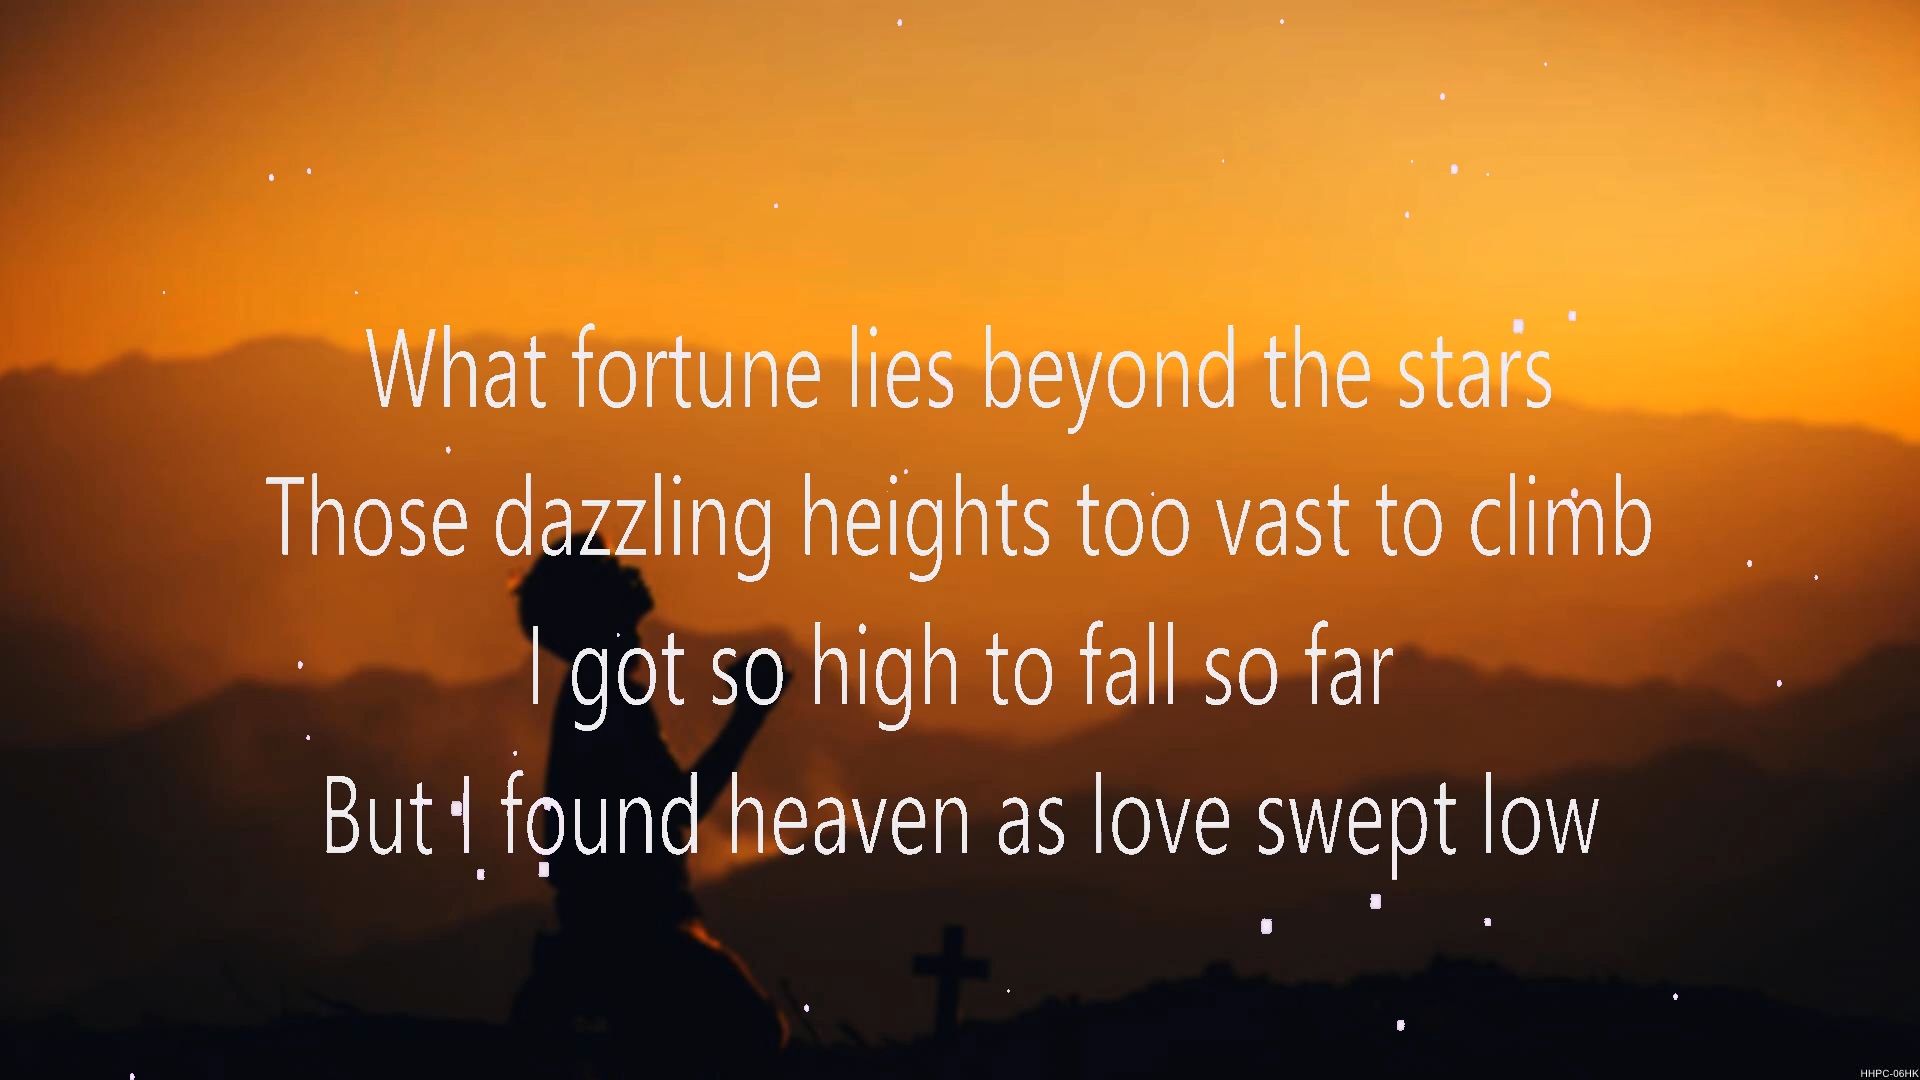 What fortune lies beyond the stars
Those dazzling heights too vast to climb
I got so high to fall so far
But I found heaven as love swept low
HHPC-06HK